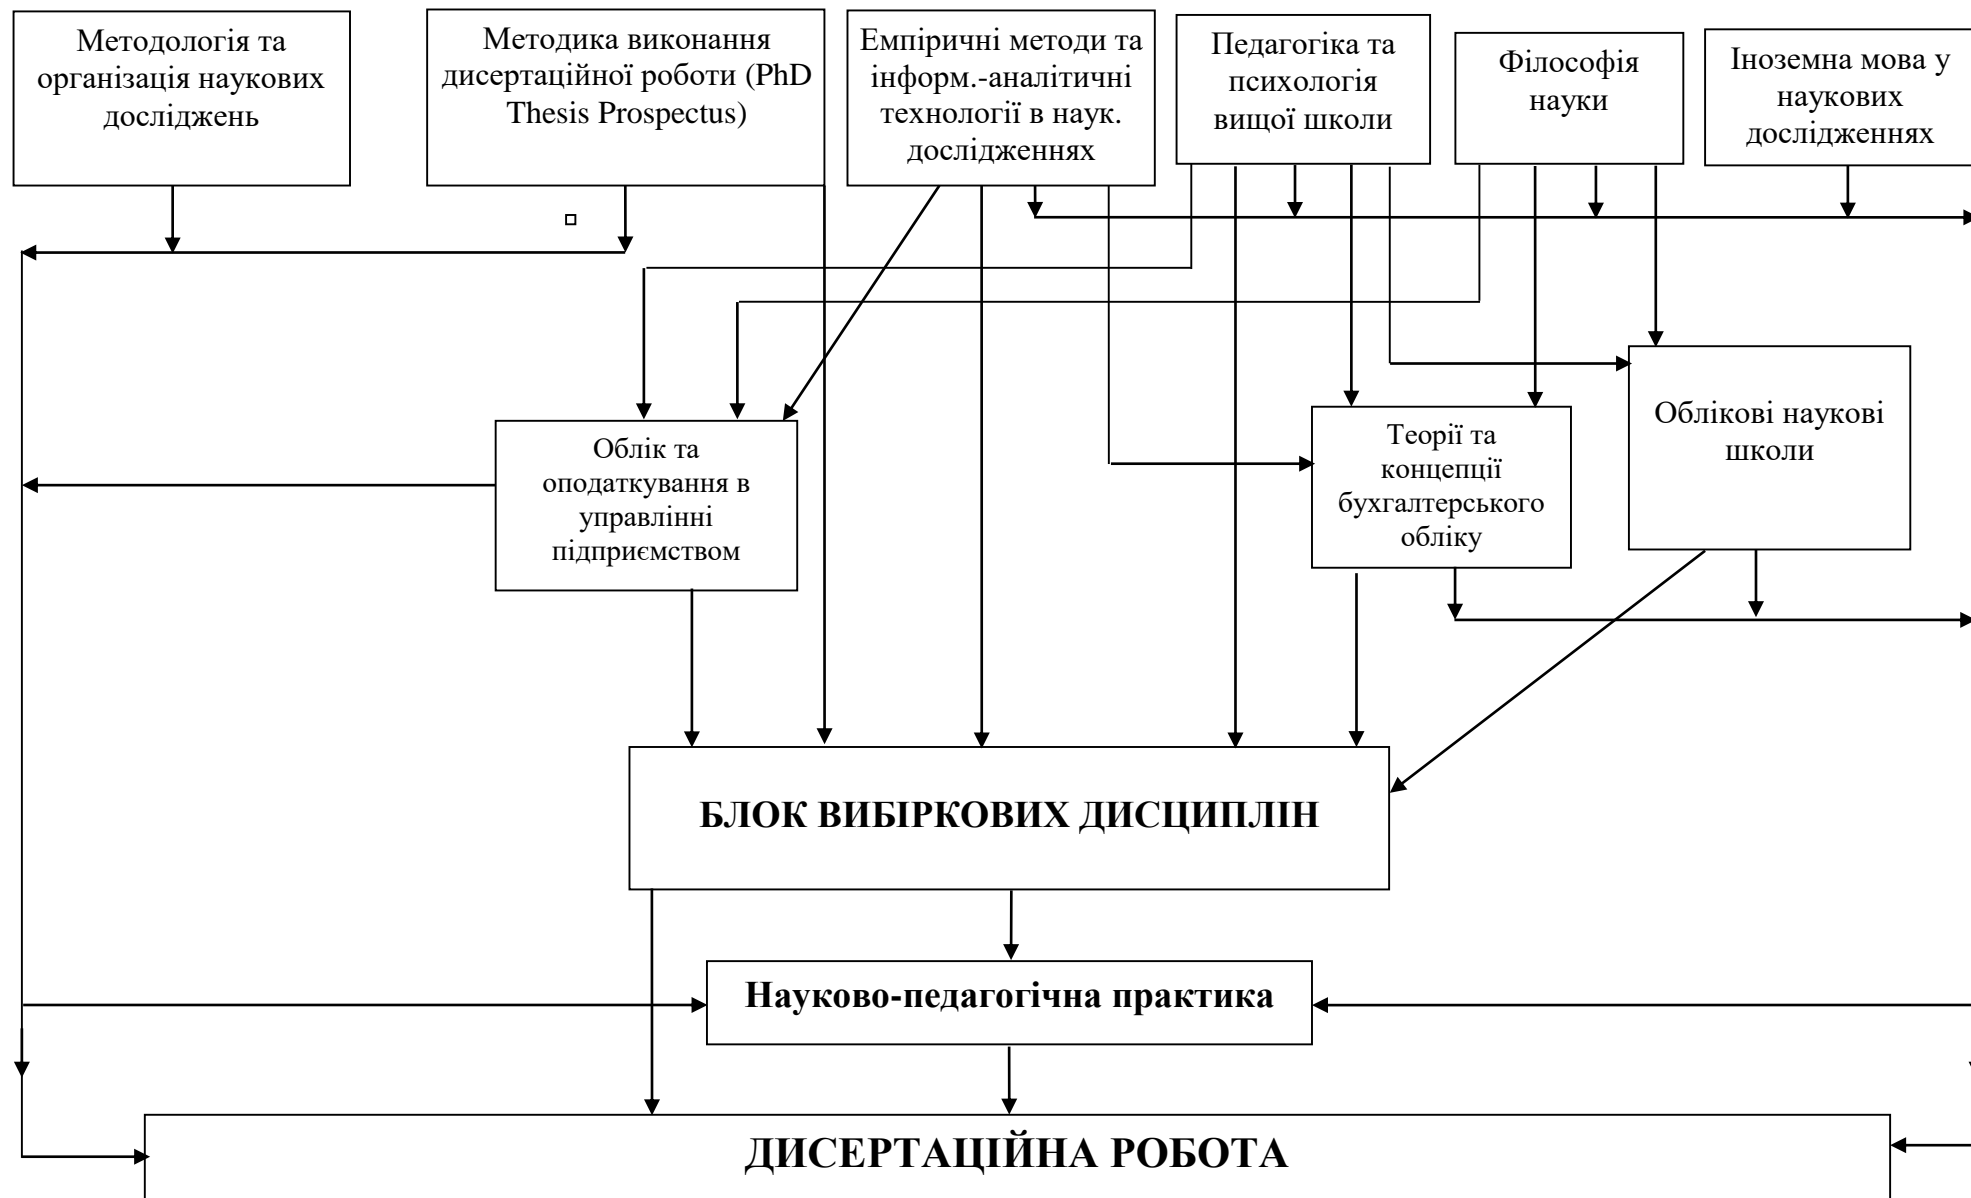 Методологія та
організація наукових
досліджень
Методика виконання
дисертаційної роботи (PhD
Thesis Prospectus)
Емпіричні методи та
інформ.-аналітичні
технології в наук.
дослідженнях
Педагогіка та
психологія
вищої школи
Філософія
науки
Іноземна мова у
наукових
дослідженнях
Облік та
оподаткування в
управлінні
підприємством
Теорії та
концепції
бухгалтерського
обліку
Облікові наукові
школи
БЛОК ВИБІРКОВИХ ДИСЦИПЛІН
Науково-педагогічна практика
ДИСЕРТАЦІЙНА РОБОТА